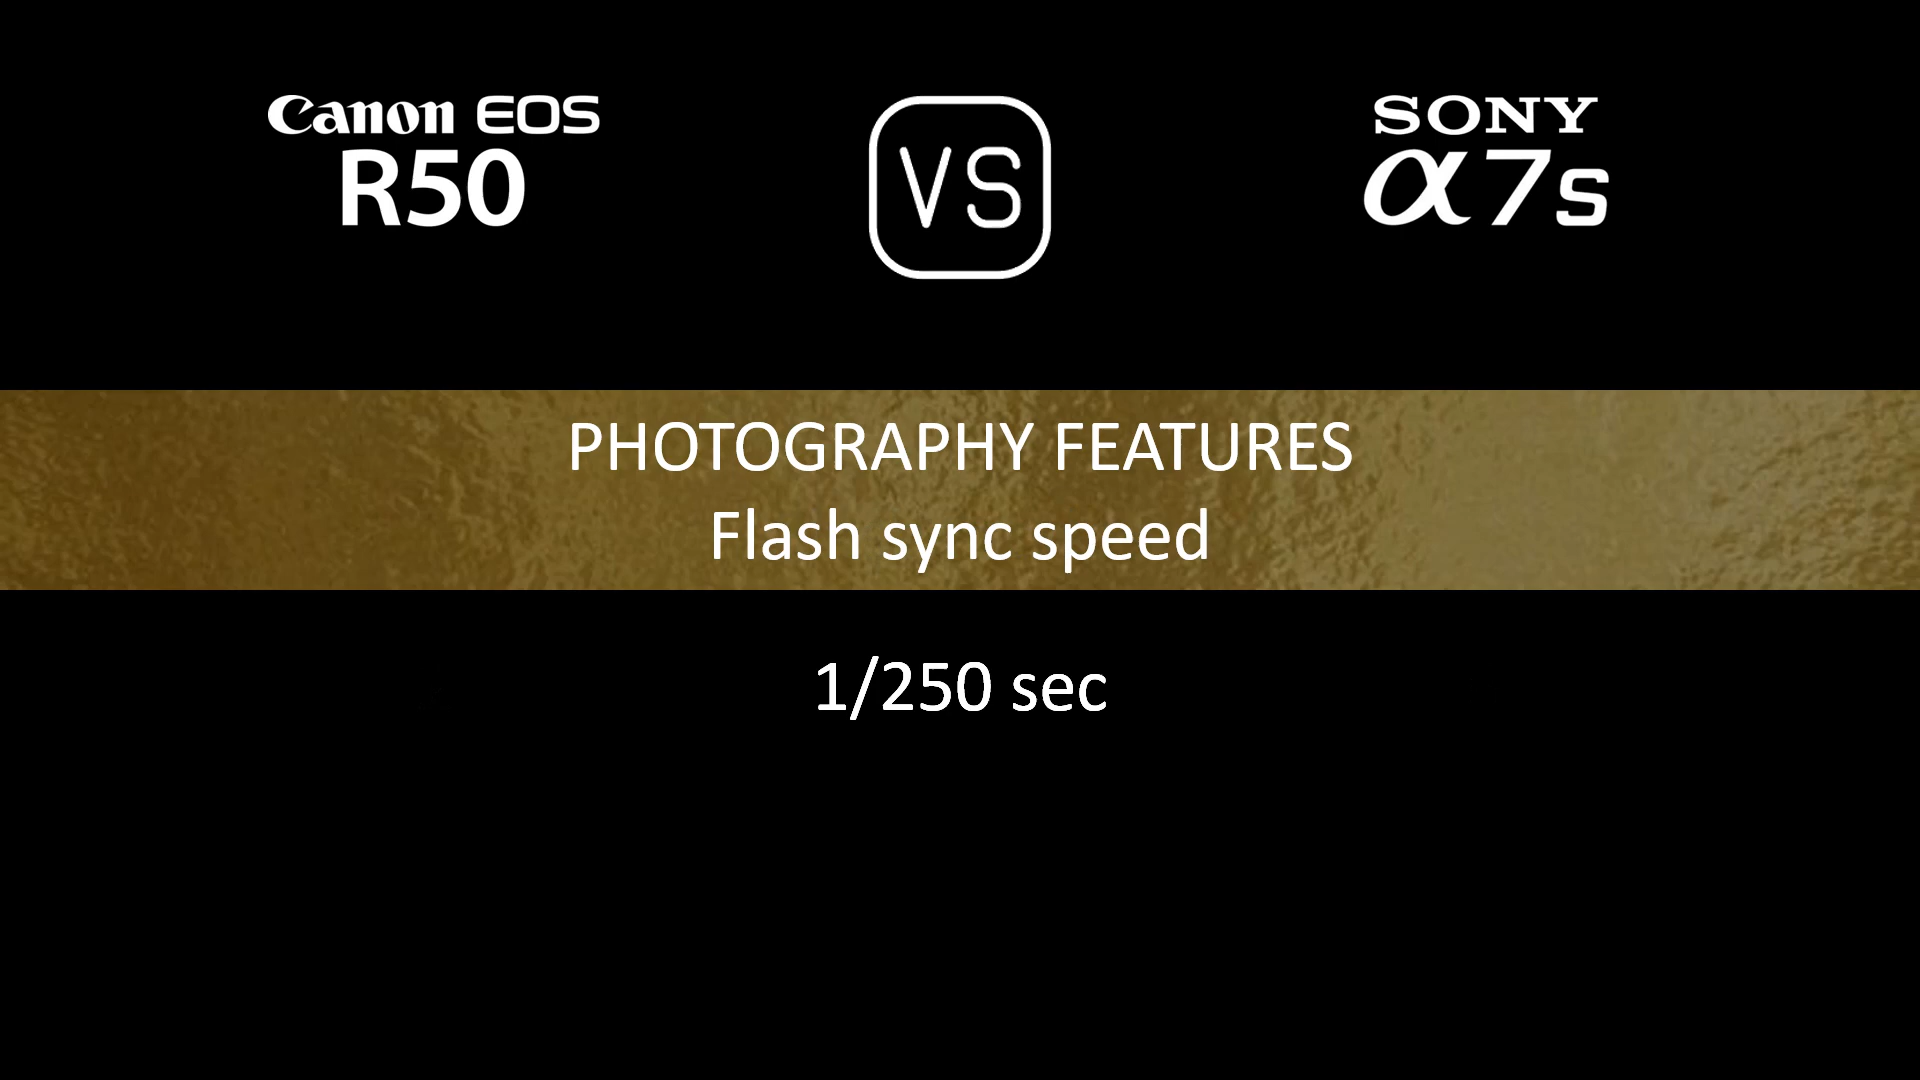 Canon EOS
R50
VS
SONY
α7s
PHOTOGRAPHY FEATURES
Flash sync speed
1/250 sec